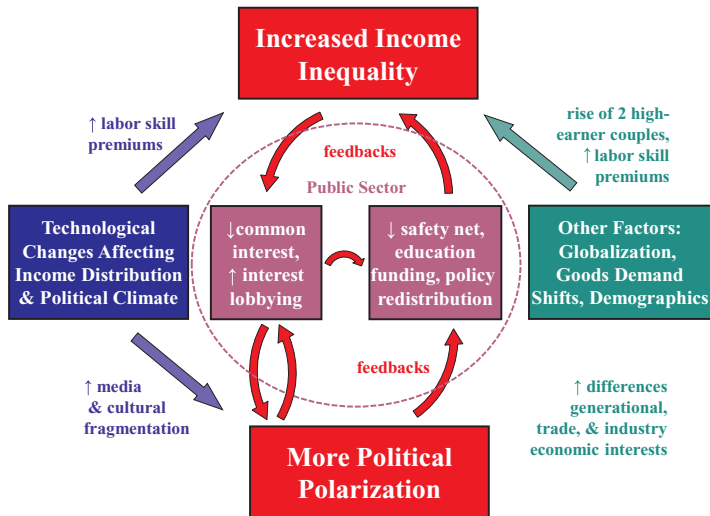 Increased Income
Inequality
↑ labor skill
premiums
feedbacks
rise of 2 high-
earner couples,
↑ labor skill
premiums
Public Sector
Technological
Changes Affecting
Income Distribution
& Political Climate
↓common
interest,
↑ interest
lobbying
↓ safety net,
education
funding, policy
redistribution
Other Factors:
Globalization,
Goods Demand
Shifts, Demographics
feedbacks
↑ media
& cultural
fragmentation
↑ differences
generational,
trade, & industry
economic interests
More Political
Polarization